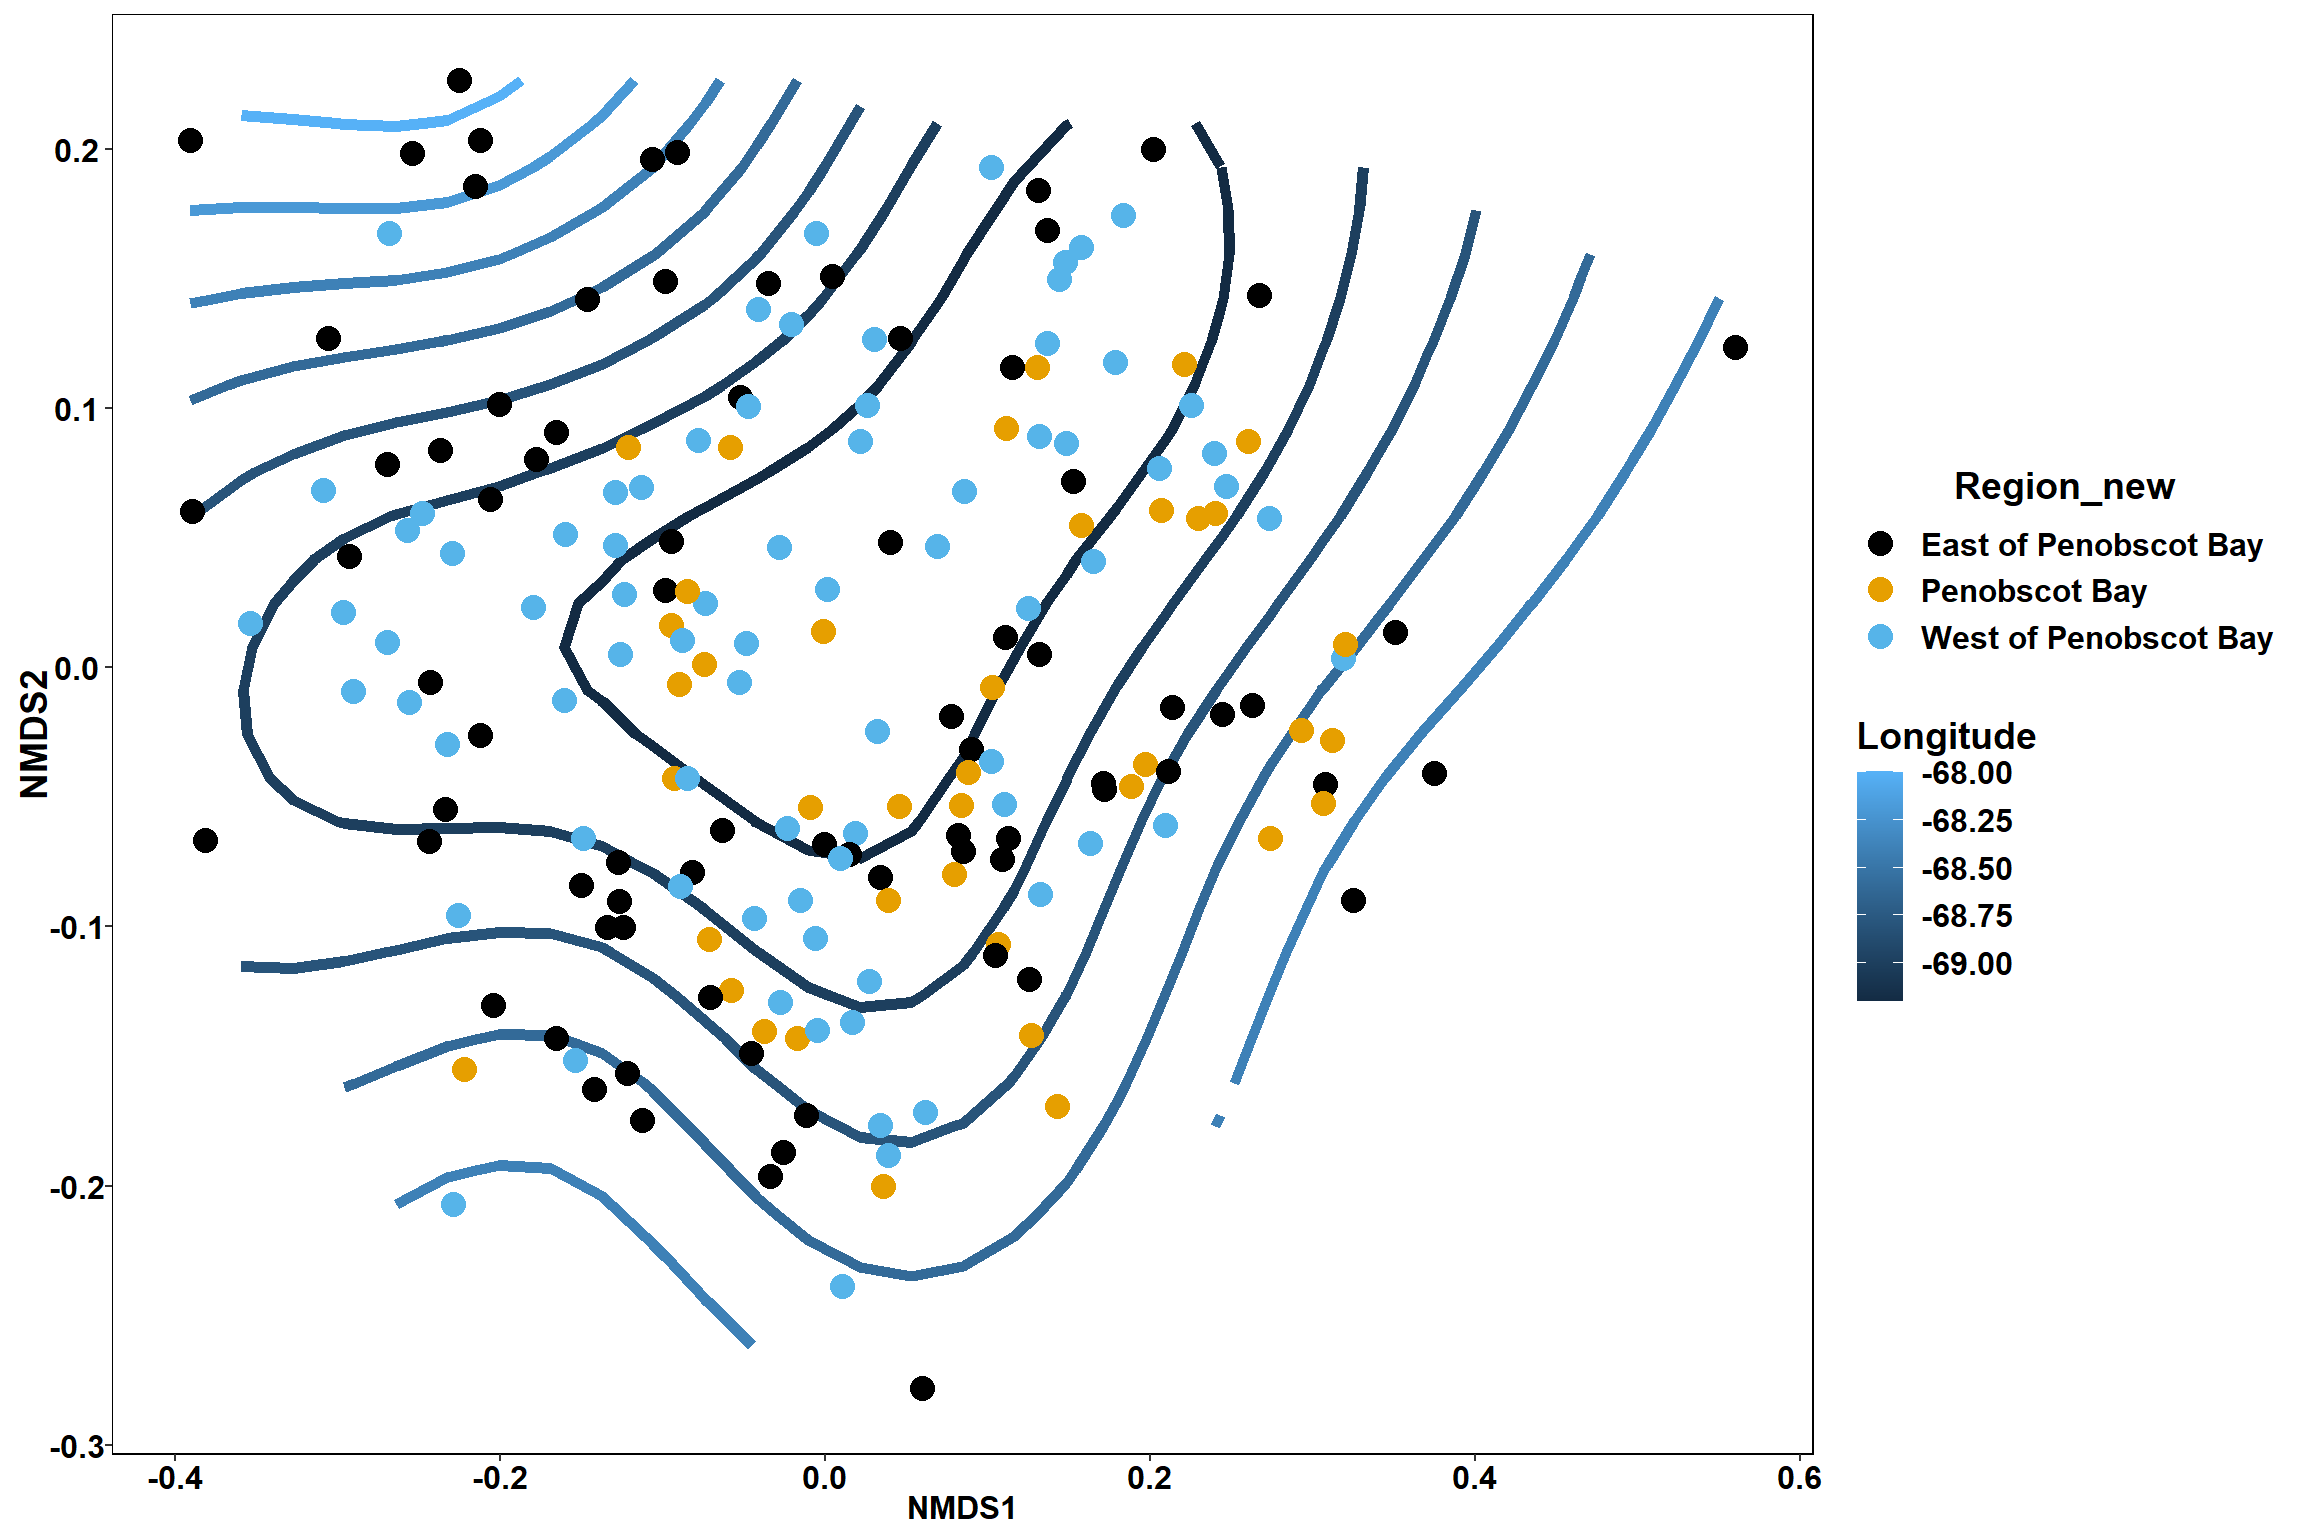 0.2
0.1
0.0
-0.1
-0.2
-0.3
NMDS2
-0.4
-0.2
0.0
0.2
0.4
0.6
NMDS1
Region_new
East of Penobscot Bay
Penobscot Bay
West of Penobscot Bay
Longitude
-68.00
-68.25
-68.50
-68.75
-69.00